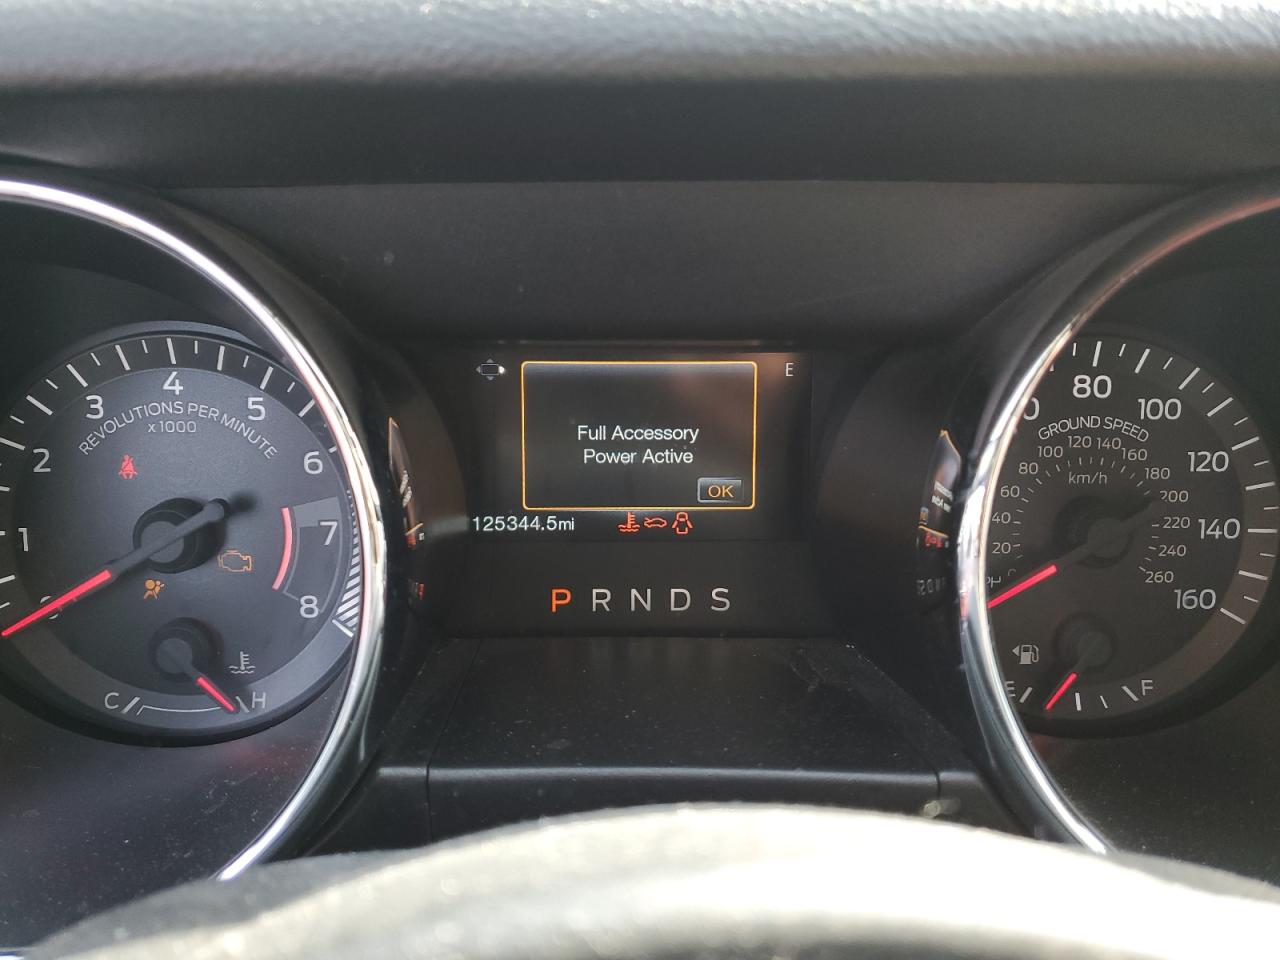 E
Full Accessory
Power Active
OK
125344.5mi
P R N D S
1 2 3 4 5 6 7 8
REVOLUTIONS PER MINUTE
x1000
C H
80 100 120 140 160
GROUND SPEED
20 40 60 80 100 120 140 160 180 200 220 240 260
km/h
E F